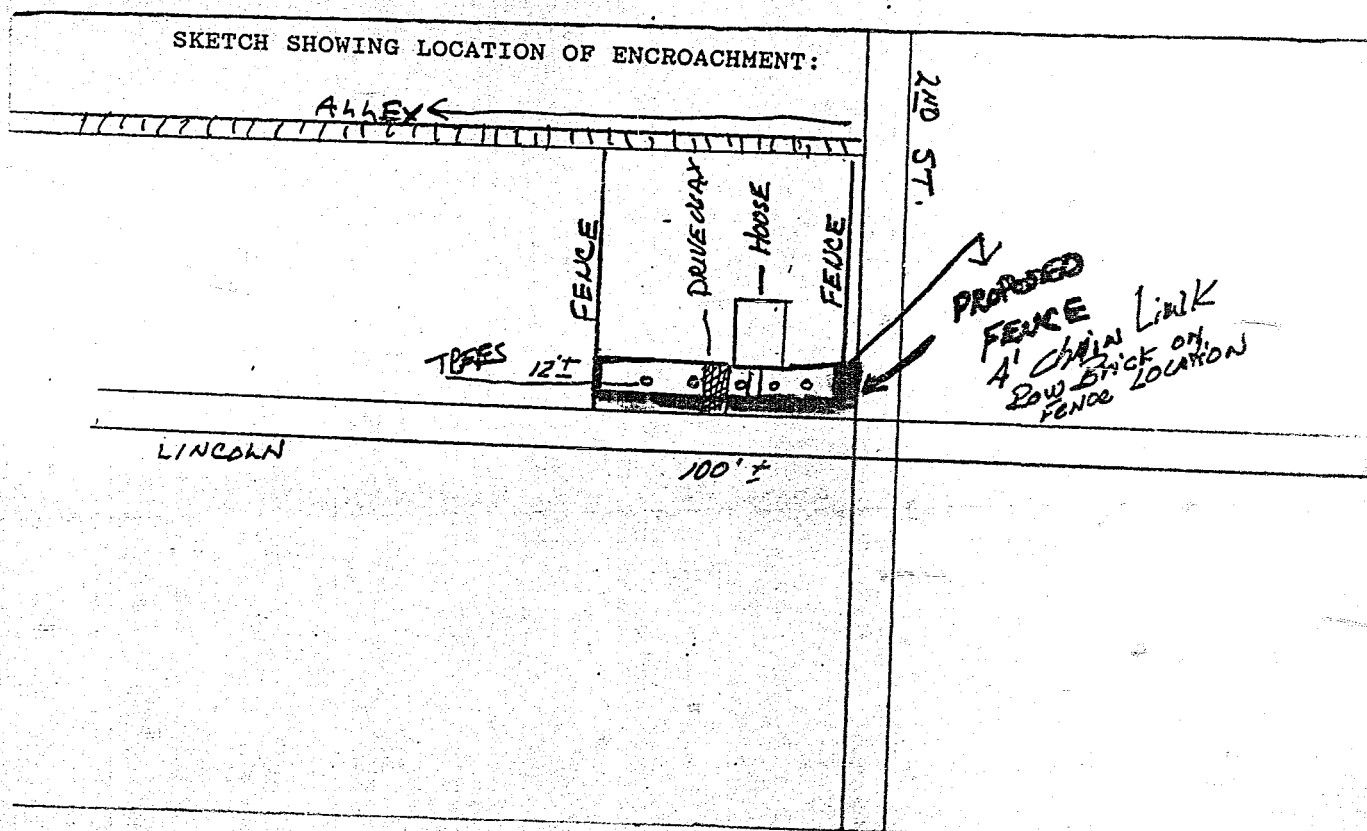 SKETCH SHOWING LOCATION OF ENCROACHMENT:
ALLEY
2ND ST.
FENCE
DRIVEWAY
HOUSE
FENCE
PROPOSED
FENCE
4' CHAIN LINK
ROW BRICK ON
FENCE LOCATION
TREES 12'±
LINCOLN
100' ±